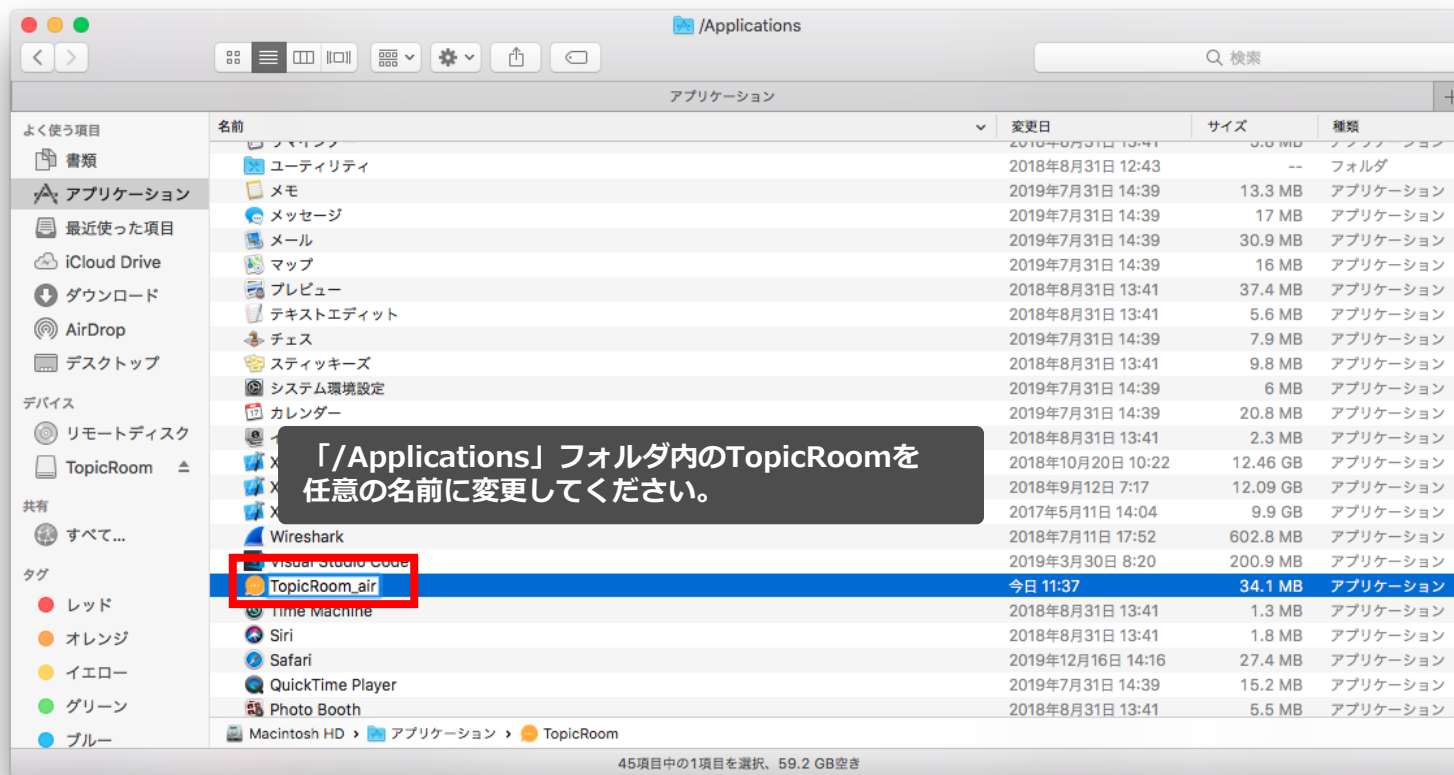 /Applications
検索
アプリケーション
よく使う項目
書類
アプリケーション
最近使った項目
iCloud Drive
ダウンロード
AirDrop
デスクトップ
デバイス
リモートディスク
TopicRoom
共有
すべて...
タグ
レッド
オレンジ
イエロー
グリーン
ブルー
名前 変更日 サイズ 種類
ユーティリティ 2018年8月31日 12:43 -- フォルダ
メモ 2019年7月31日 14:39 13.3 MB アプリケーション
メッセージ 2019年7月31日 14:39 17 MB アプリケーション
メール 2019年7月31日 14:39 30.9 MB アプリケーション
マップ 2019年7月31日 14:39 16 MB アプリケーション
プレビュー 2018年8月31日 13:41 37.4 MB アプリケーション
テキストエディット 2018年8月31日 13:41 5.6 MB アプリケーション
チェス 2019年7月31日 14:39 7.9 MB アプリケーション
スティッキーズ 2018年8月31日 13:41 9.8 MB アプリケーション
システム環境設定 2019年7月31日 14:39 6 MB アプリケーション
カレンダー 2019年7月31日 14:39 20.8 MB アプリケーション
2018年8月31日 13:41 2.3 MB アプリケーション
X 2018年10月20日 10:22 12.46 GB アプリケーション
X 2018年9月12日 7:17 12.09 GB アプリケーション
X 2017年5月11日 14:04 9.9 GB アプリケーション
「/Applications」フォルダ内のTopicRoomを
任意の名前に変更してください。
Wireshark 2018年7月11日 17:52 602.8 MB アプリケーション
Visual Studio Code 2019年3月30日 8:20 200.9 MB アプリケーション
TopicRoom_air 今日 11:37 34.1 MB アプリケーション
Time Machine 2018年8月31日 13:41 1.3 MB アプリケーション
Siri 2018年8月31日 13:41 1.8 MB アプリケーション
Safari 2019年12月16日 14:16 27.4 MB アプリケーション
QuickTime Player 2019年7月31日 14:39 15.2 MB アプリケーション
Photo Booth 2018年8月31日 13:41 5.5 MB アプリケーション
Macintosh HD › アプリケーション › TopicRoom
45項目中の1項目を選択、59.2 GB空き